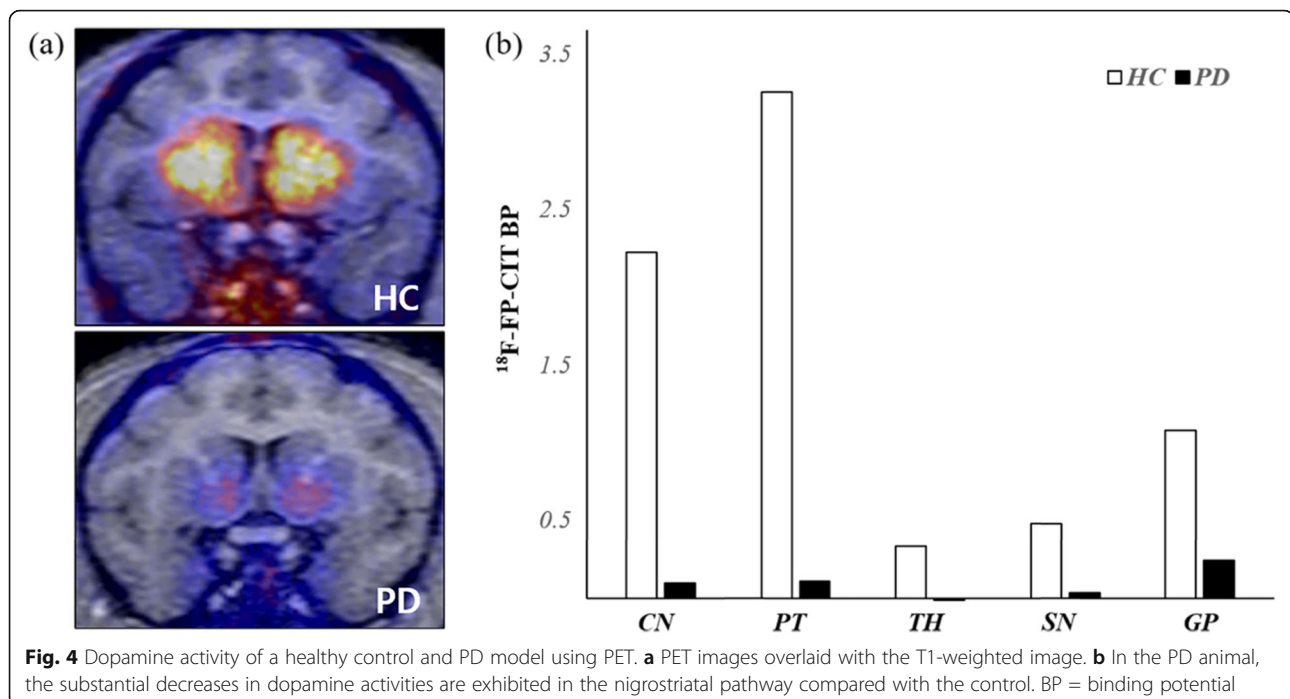 (a)
HC
PD
(b)
3.5
2.5
1.5
0.5
¹⁸F-FP-CIT BP
HC PD
CN PT TH SN GP
Fig. 4 Dopamine activity of a healthy control and PD model using PET. a PET images overlaid with the T1-weighted image. b In the PD animal,
the substantial decreases in dopamine activities are exhibited in the nigrostriatal pathway compared with the control. BP = binding potential